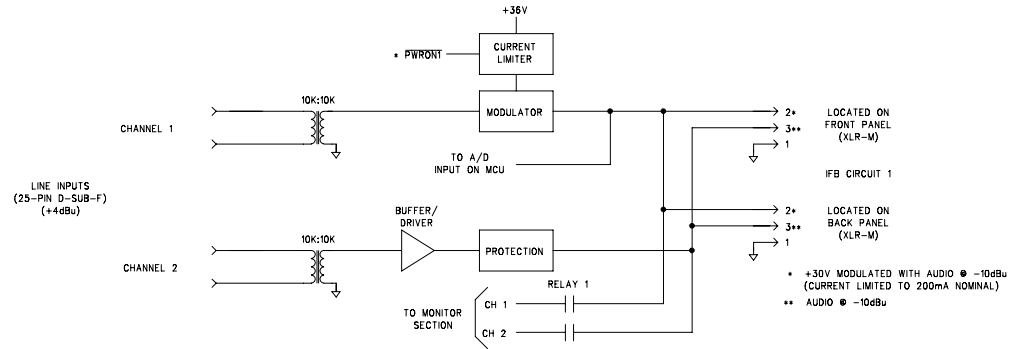 +36V
* PWRON1
CURRENT
LIMITER
10K:10K
MODULATOR
CHANNEL 1
2*
3**
1
LOCATED ON
FRONT PANEL
(XLR-M)
TO A/D
INPUT ON MCU
IFB CIRCUIT 1
LINE INPUTS
(25-PIN D-SUB-F)
(+4dBu)
BUFFER/
DRIVER
2*
3**
1
LOCATED ON
BACK PANEL
(XLR-M)
10K:10K
PROTECTION
CHANNEL 2
* +30V MODULATED WITH AUDIO @ -10dBu
(CURRENT LIMITED TO 200mA NOMINAL)
** AUDIO @ -10dBu
RELAY 1
TO MONITOR
SECTION
CH 1
CH 2